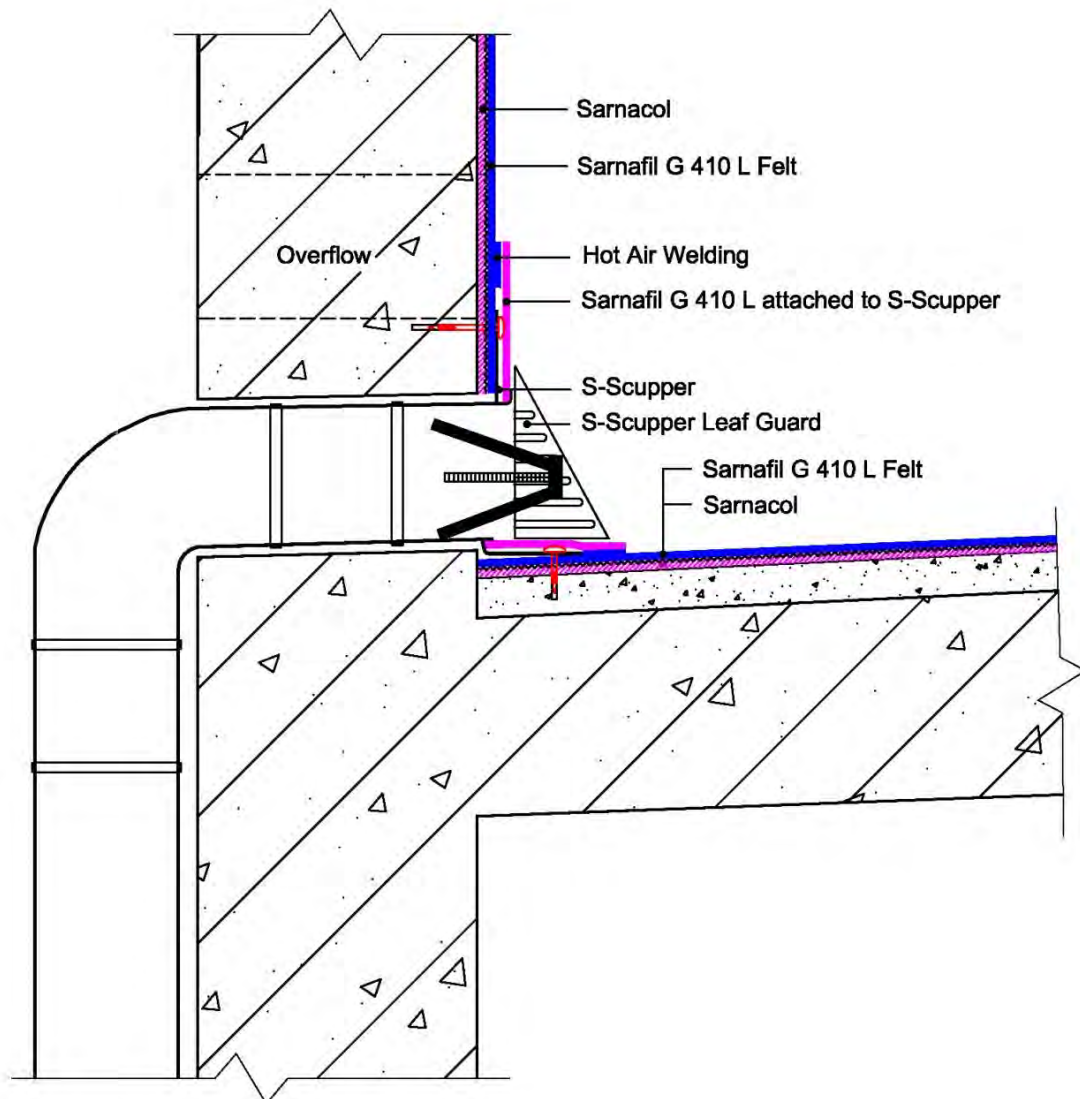 Sarnacol
Sarnafil G 410 L Felt
Overflow
Hot Air Welding
Sarnafil G 410 L attached to S-Scupper
S-Scupper
S-Scupper Leaf Guard
Sarnafil G 410 L Felt
Sarnacol